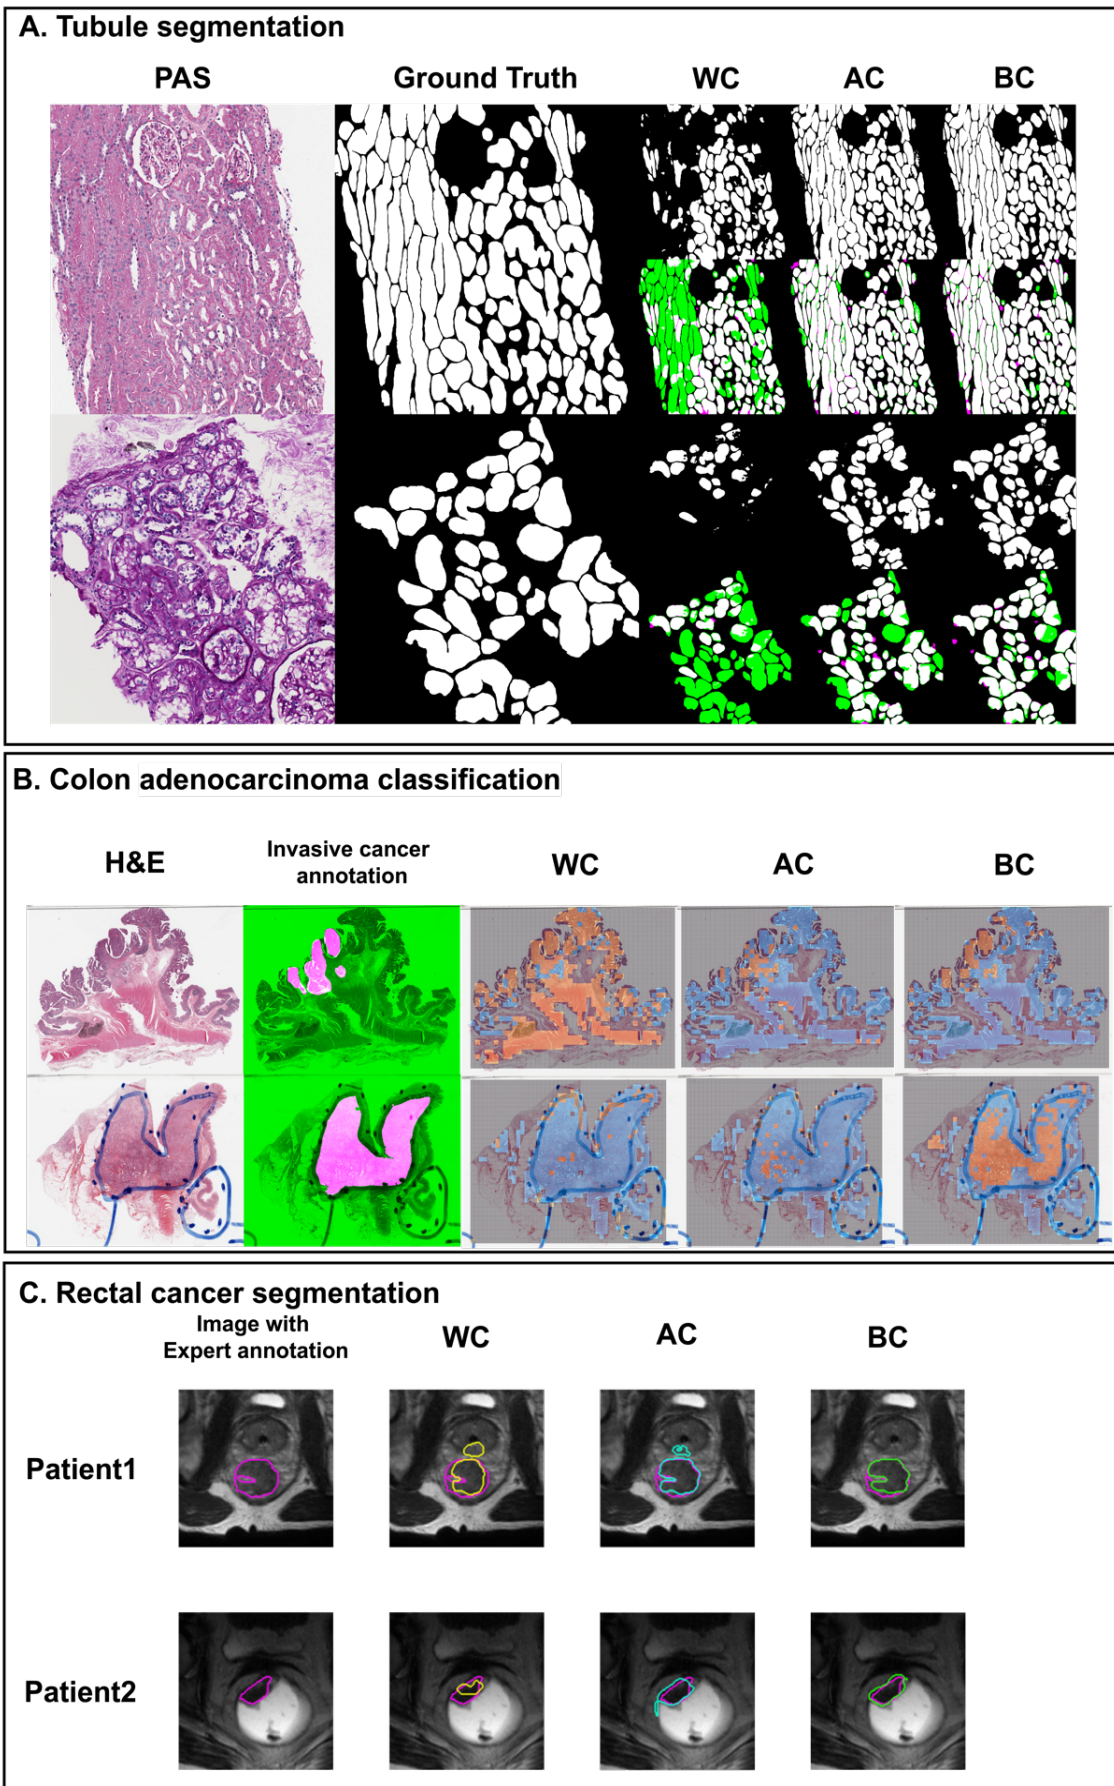 A. Tubule segmentation
PAS
Ground Truth
WC
AC
BC
B. Colon adenocarcinoma classification
H&E
Invasive cancer
annotation
WC
AC
BC
C. Rectal cancer segmentation
Image with
Expert annotation
WC
AC
BC
Patient1
Patient2